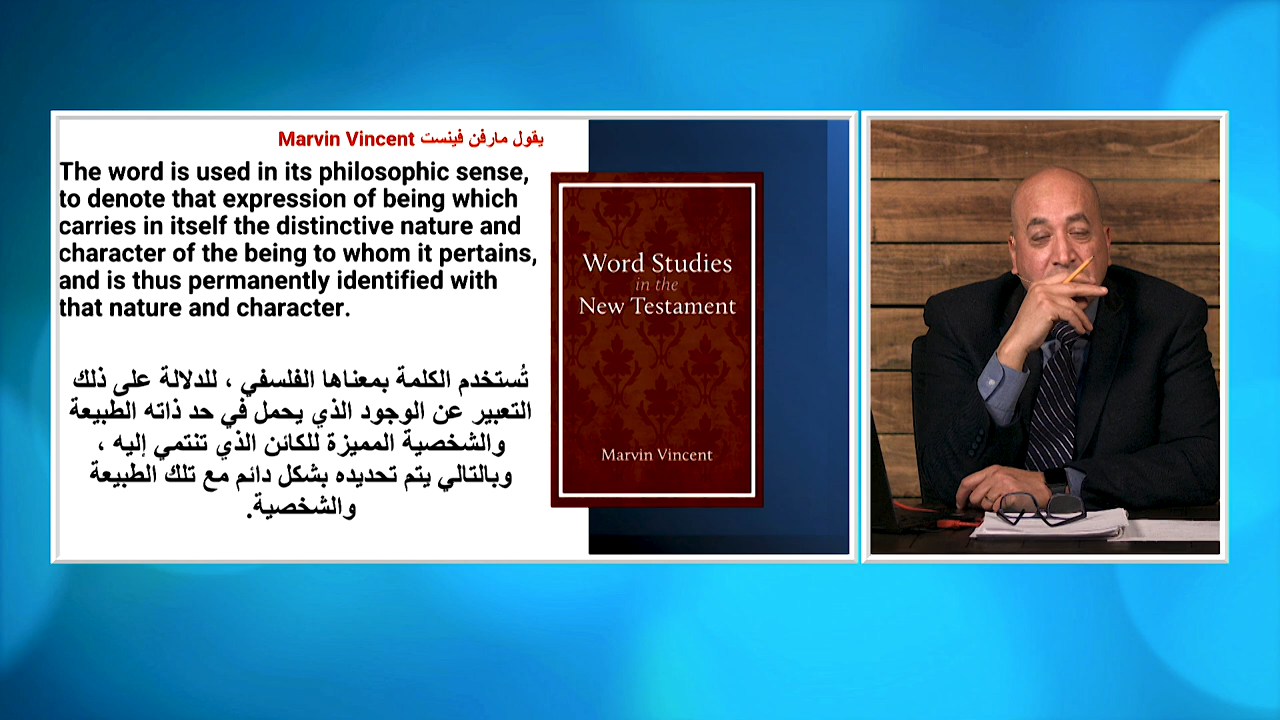 يقول مارفن فينست Marvin Vincent
The word is used in its philosophic sense,
to denote that expression of being which
carries in itself the distinctive nature and
character of the being to whom it pertains,
and is thus permanently identified with
that nature and character.
تُستخدم الكلمة بمعناها الفلسفي ، للدلالة على ذلك
التعبير عن الوجود الذي يحمل في حد ذاته الطبيعة
والشخصية المميزة للكائن الذي تنتمي إليه ،
وبالتالي يتم تحديده بشكل دائم مع تلك الطبيعة
والشخصية.
Word Studies
in the
New Testament
Marvin Vincent